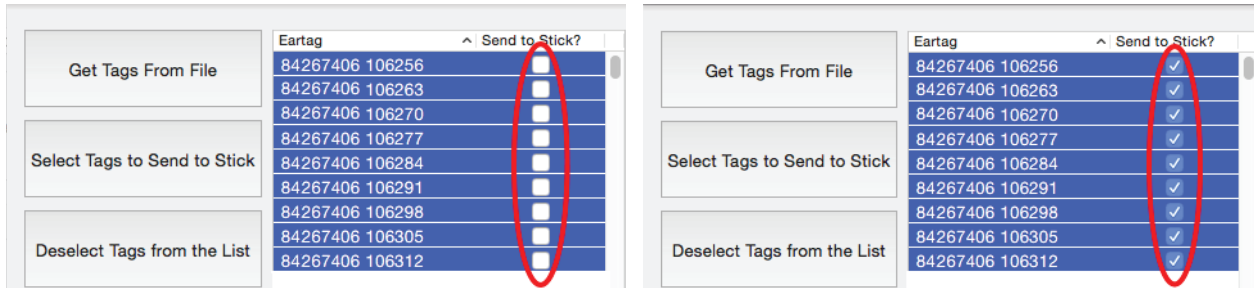 Get Tags From File
Select Tags to Send to Stick
Deselect Tags from the List
Eartag Send to Stick?
84267406 106256
84267406 106263
84267406 106270
84267406 106277
84267406 106284
84267406 106291
84267406 106298
84267406 106305
84267406 106312
Get Tags From File
Select Tags to Send to Stick
Deselect Tags from the List
Eartag Send to Stick?
84267406 106256
84267406 106263
84267406 106270
84267406 106277
84267406 106284
84267406 106291
84267406 106298
84267406 106305
84267406 106312